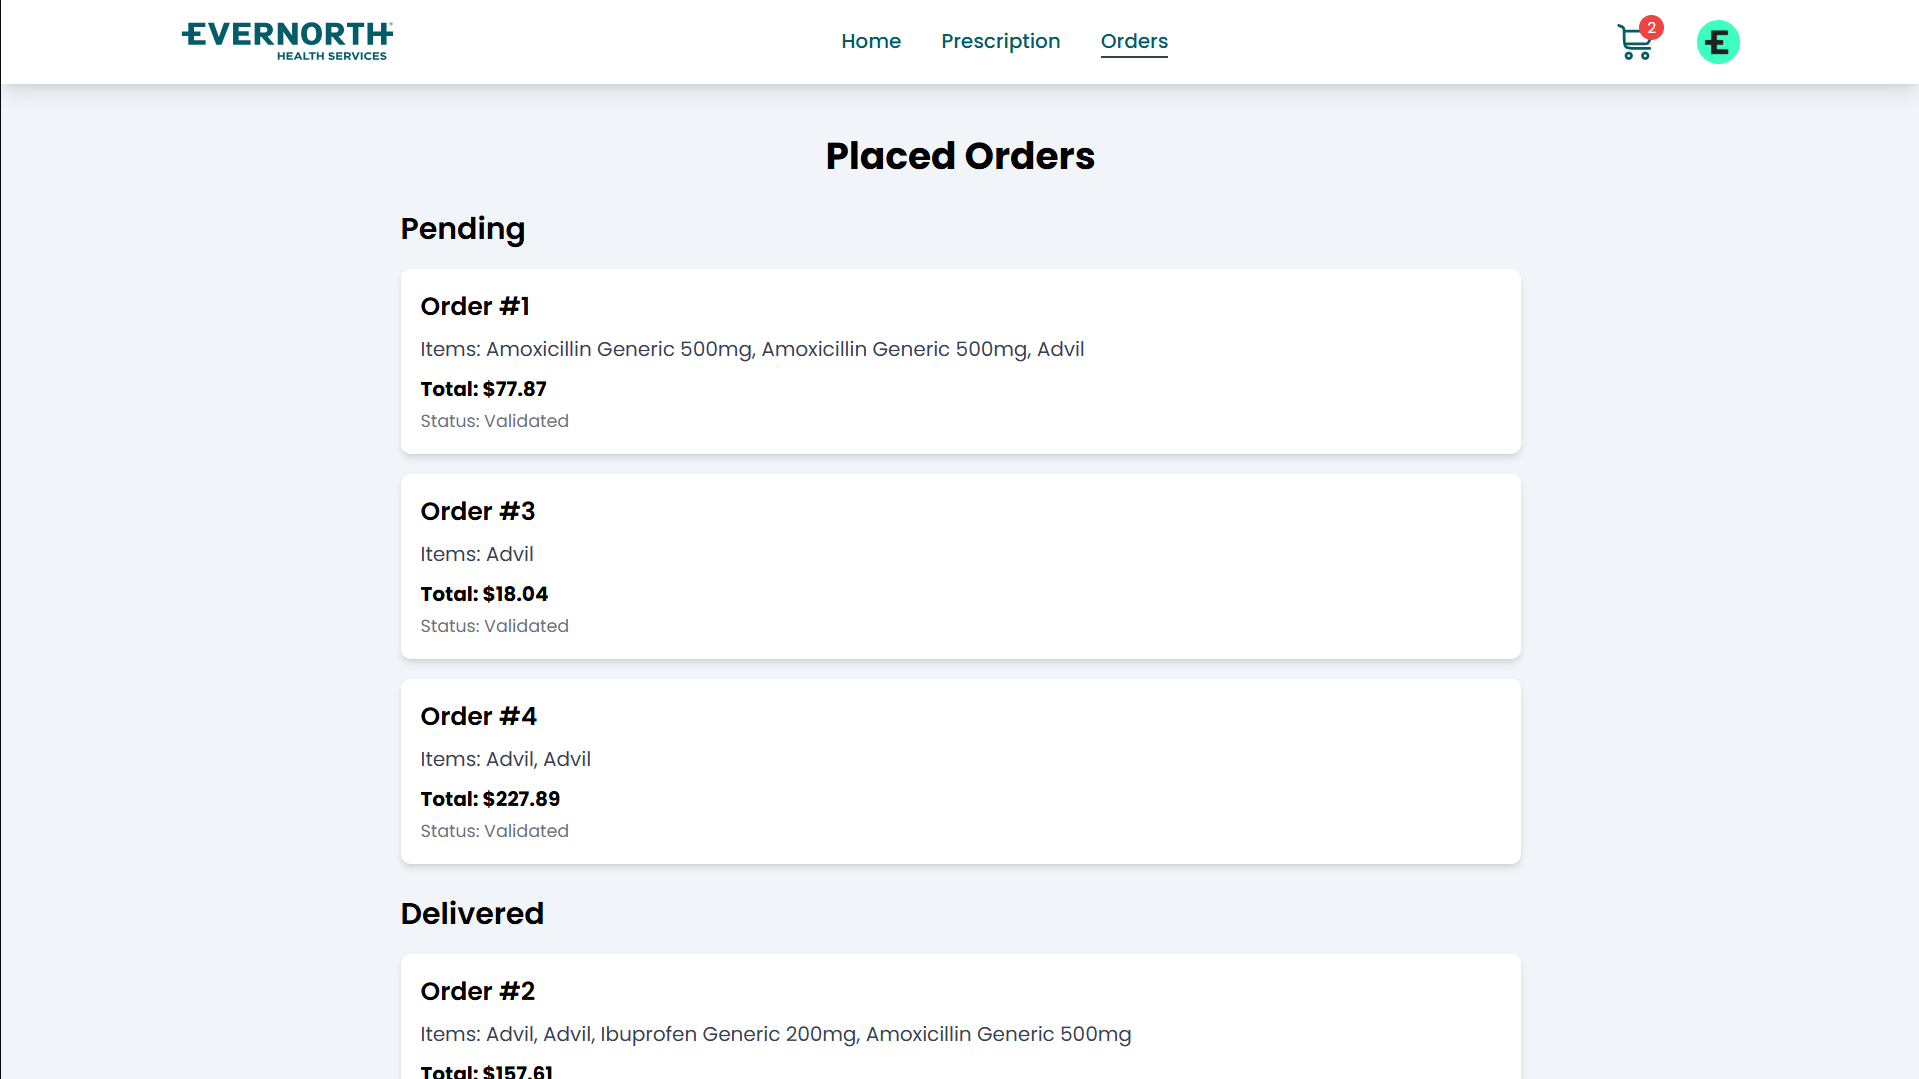 EVERNORTH
HEALTH SERVICES
Home
Prescription
Orders
2
E
Placed Orders
Pending
Order #1
Items: Amoxicillin Generic 500mg, Amoxicillin Generic 500mg, Advil
Total: $77.87
Status: Validated
Order #3
Items: Advil
Total: $18.04
Status: Validated
Order #4
Items: Advil, Advil
Total: $227.89
Status: Validated
Delivered
Order #2
Items: Advil, Advil, Ibuprofen Generic 200mg, Amoxicillin Generic 500mg
Total: $157.61